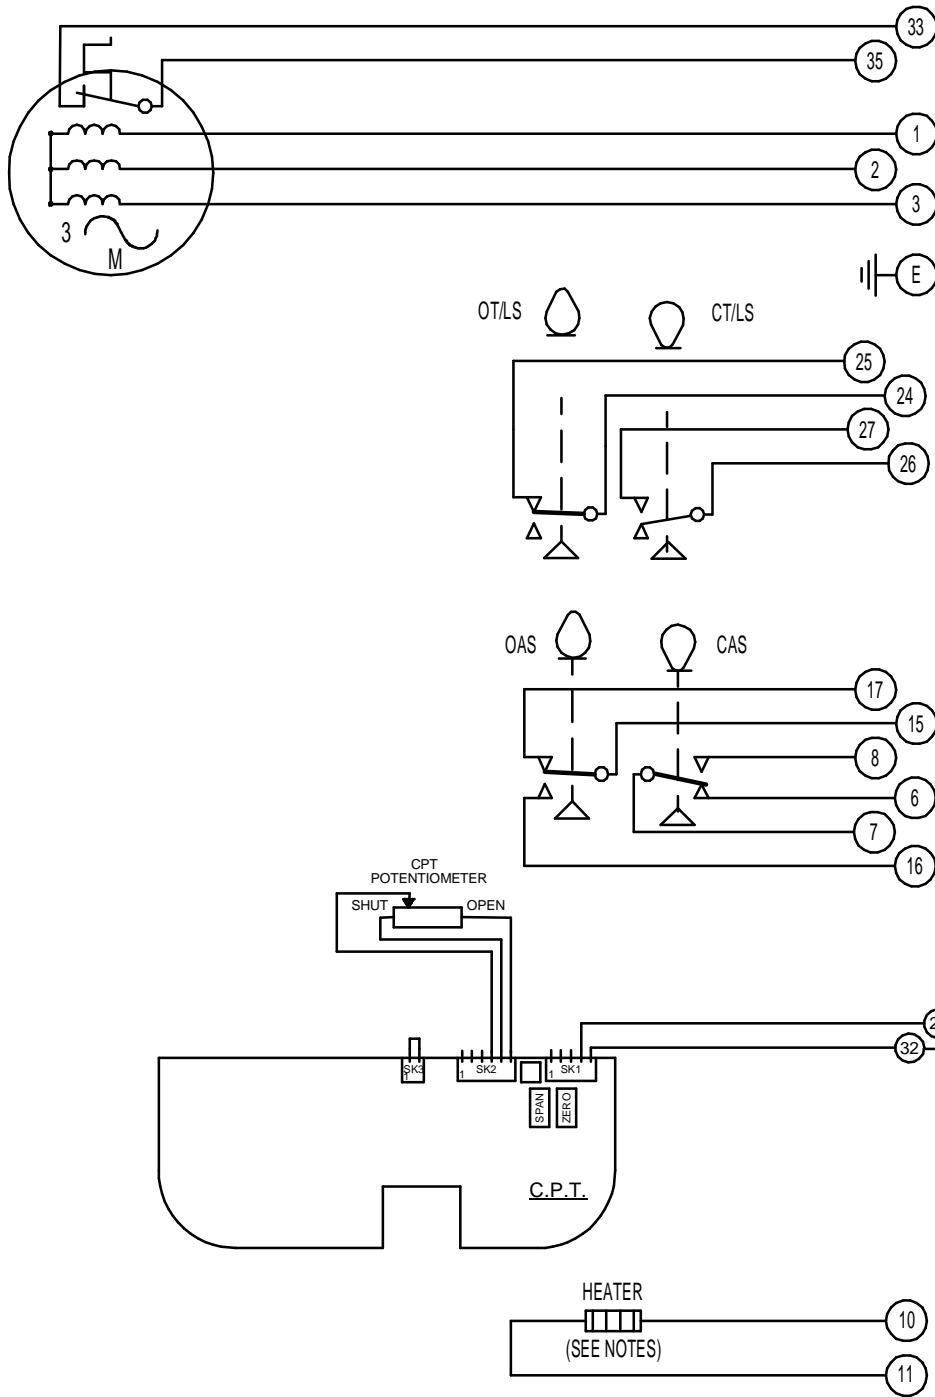 33
35
1
2
3
3
M
E
OT/LS
CT/LS
25
24
27
26
OAS
CAS
17
15
8
6
7
16
CPT
POTENTIOMETER
SHUT
OPEN
32
SK3
1
1
SK2
1
SK1
SPAN
ZERO
C.P.T.
HEATER
(SEE NOTES)
10
11